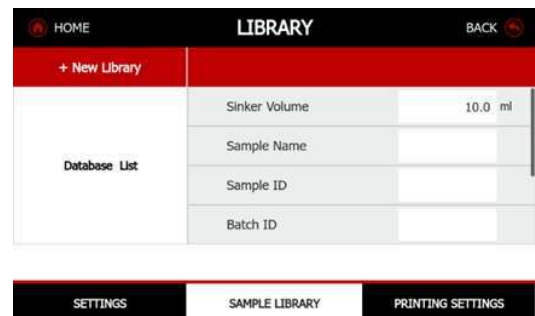 HOME LIBRARY BACK
+ New Library
Sinker Volume 10.0 ml
Sample Name
Database List
Sample ID
Batch ID
SETTINGS SAMPLE LIBRARY PRINTING SETTINGS